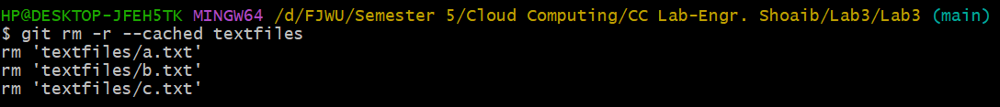 HP@DESKTOP-JFEH5TK MINGW64 /d/FJWU/Semester 5/Cloud Computing/CC Lab-Engr. Shoaib/Lab3/Lab3 (main)
$ git rm -r --cached textfiles
rm 'textfiles/a.txt'
rm 'textfiles/b.txt'
rm 'textfiles/c.txt'